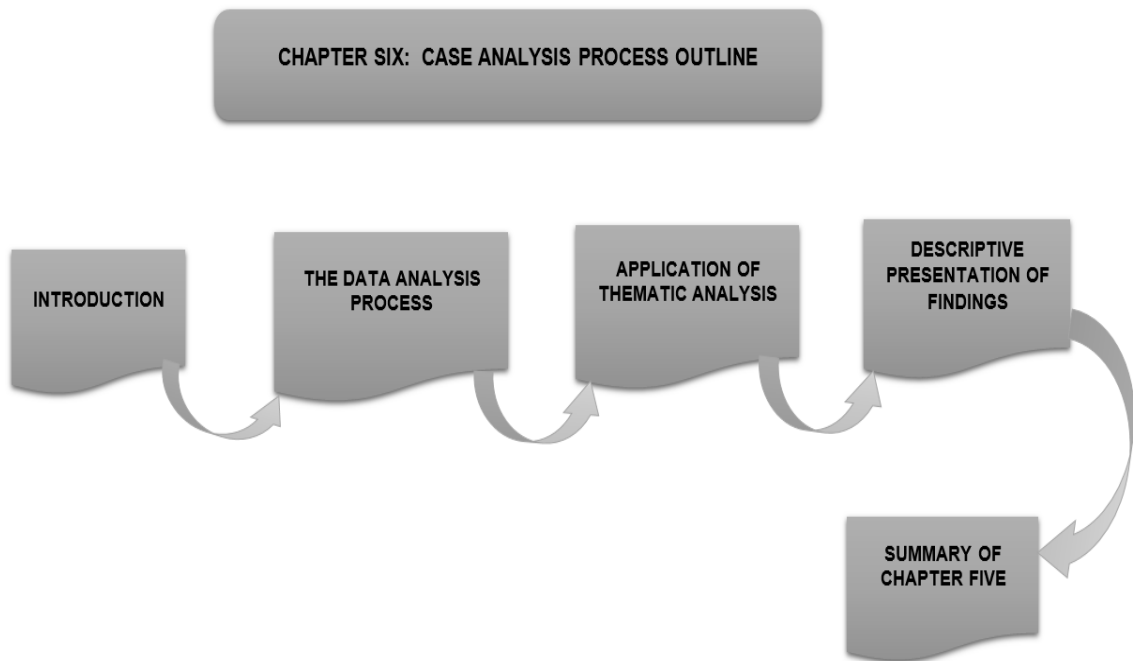 CHAPTER SIX: CASE ANALYSIS PROCESS OUTLINE
INTRODUCTION
THE DATA ANALYSIS
PROCESS
APPLICATION OF
THEMATIC ANALYSIS
DESCRIPTIVE
PRESENTATION OF
FINDINGS
SUMMARY OF
CHAPTER FIVE